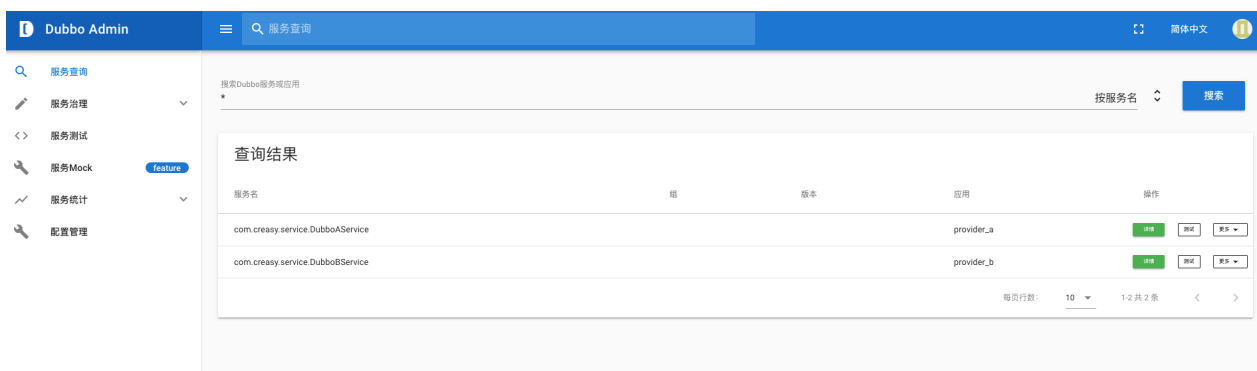 Dubbo Admin
服务查询
简体中文
服务查询
服务治理
服务测试
服务Mock feature
服务统计
配置管理
搜索Dubbo服务或应用
*
按服务名
搜索
查询结果
服务名 组 版本 应用 操作
com.creasy.service.DubboAService provider_a 详情 测试 更多
com.creasy.service.DubboBService provider_b 详情 测试 更多
每页行数: 10 1-2 共 2 条